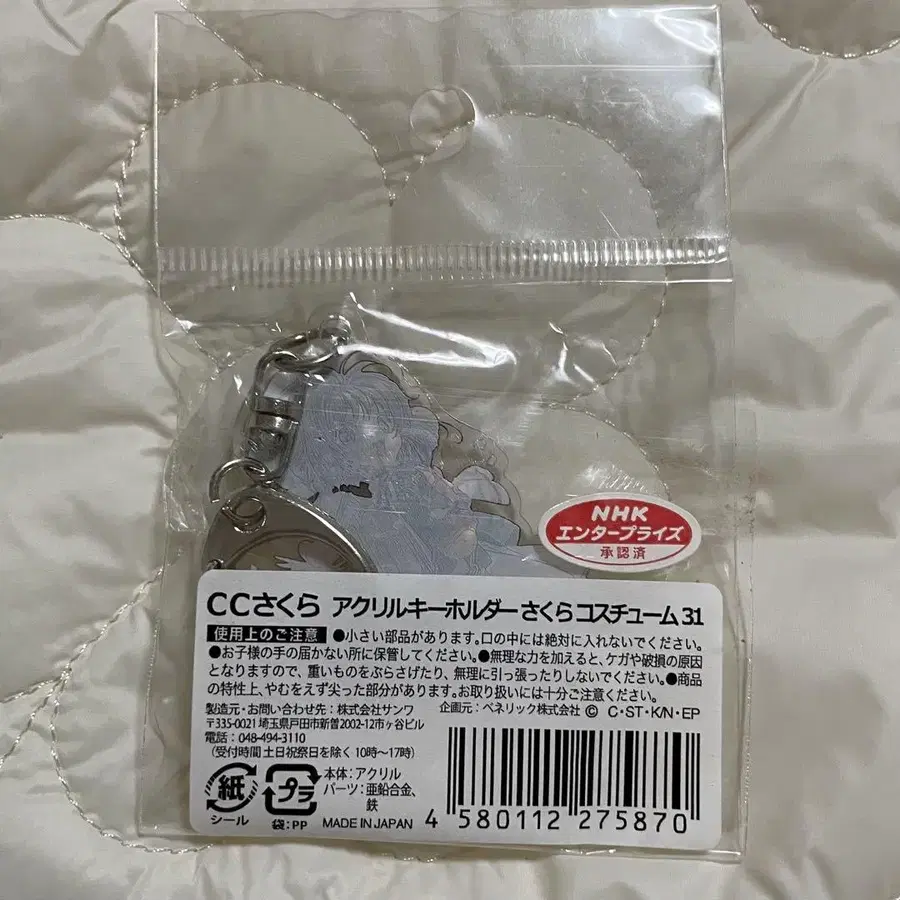 NHK
エンタープライズ
承認済
CCさくら アクリルキーホルダー さくら コスチューム 31
使用上のご注意 ●小さい部品があります。口の中には絶対に入れないでください。
●お子様の手の届かない所に保管してください。●無理な力を加えると、ケガや破損の原因
となりますので、重いものをぶらさげたり、無理に引っ張ったりしないでください。●商品
の特性上、やむをえず尖った部分があります。お取り扱いには十分ご注意ください。
製造元・お問い合わせ先：株式会社サンワ 企画元：ベネリック株式会社 © C・ST・K/N・EP
〒335-0021 埼玉県戸田市新曽2002-12市ヶ谷ビル
電話：048-494-3110
(受付時間 土日祝祭日を除く 10時〜17時)
紙
シール
プラ
袋:PP
本体：アクリル
パーツ：亜鉛合金、
鉄
MADE IN JAPAN
4 580112 275870